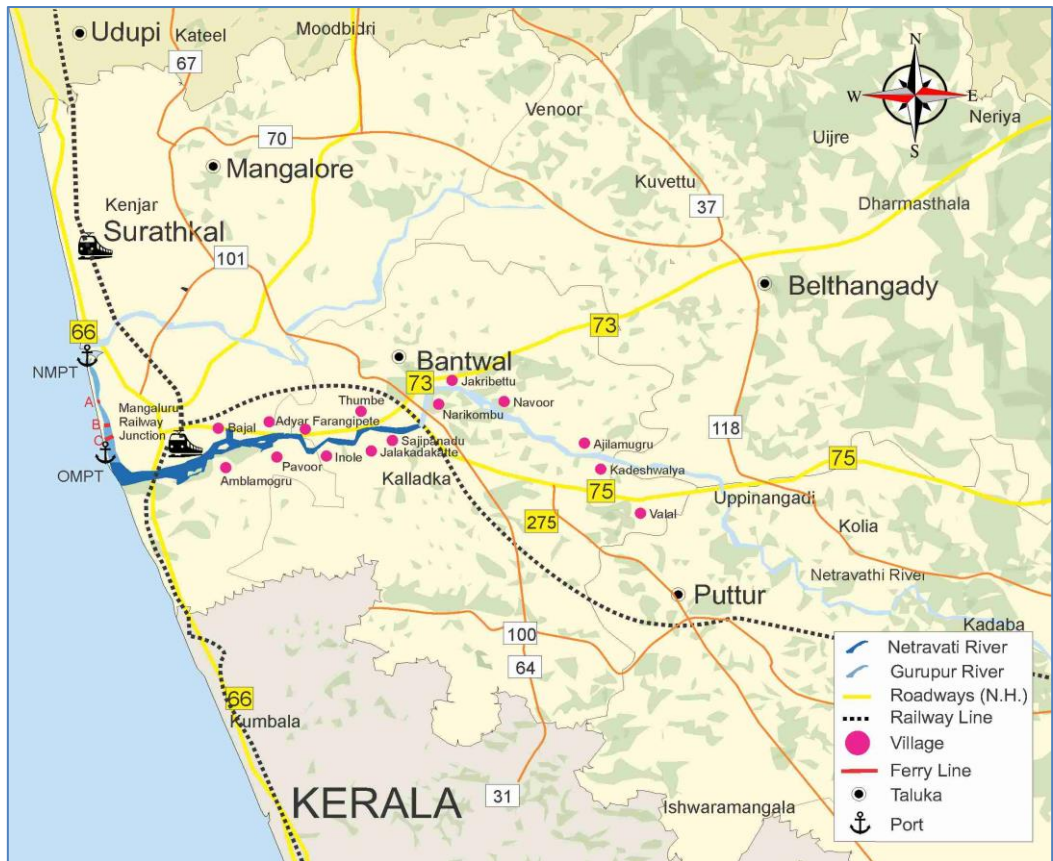 Udupi
Kateel
Moodbidri
67
N
W
E
S
Neriya
Venoor
Uijre
70
Mangalore
Kuvettu
Dharmasthala
37
Kenjar
Surathkal
101
Belthangady
66
73
NMPT
Bantwal
73
Jakribettu
A
Mangaluru
Railway
Junction
Thumbe
Narikombu
Navoor
B
C
Bajal
Adyar
Farangipete
118
Sajipanadu
Ajilamugru
Jalakadakatte
OMPT
Amblamogru
Pavoor
Inole
Kalladka
Kadeshwalya
75
75
Uppinangadi
Valal
275
Kolia
Netravathi River
Puttur
Kadaba
100
64
66
Kumbala
31
KERALA
Ishwaramangala
Netravati River
Gurupur River
Roadways (N.H.)
Railway Line
Village
Ferry Line
Taluka
Port